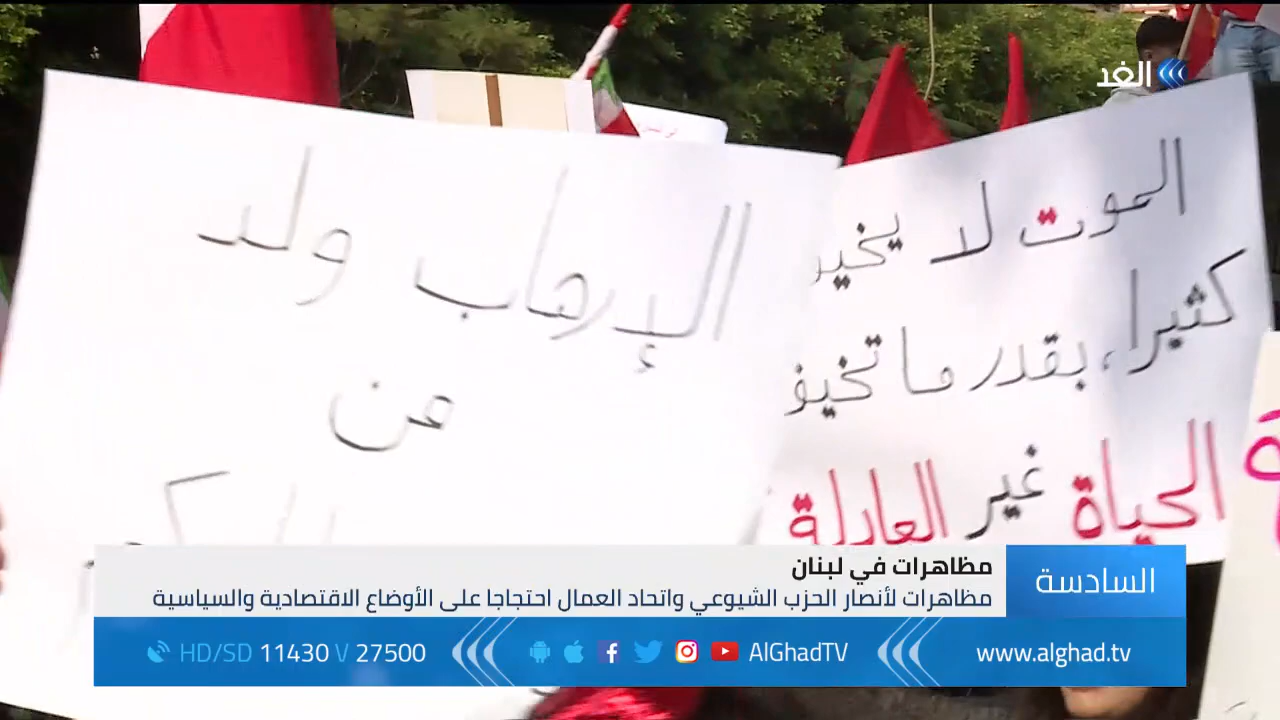 الغد
الموت لا يخيف
كثيرا، بقدر ما تخيف
الحياة غير العادلة
الإرهاب ولد
من
السادسة
مظاهرات في لبنان
مظاهرات لأنصار الحزب الشيوعي واتحاد العمال احتجاجا على الأوضاع الاقتصادية والسياسية
HD/SD 11430 V 27500
AlGhadTV
www.alghad.tv